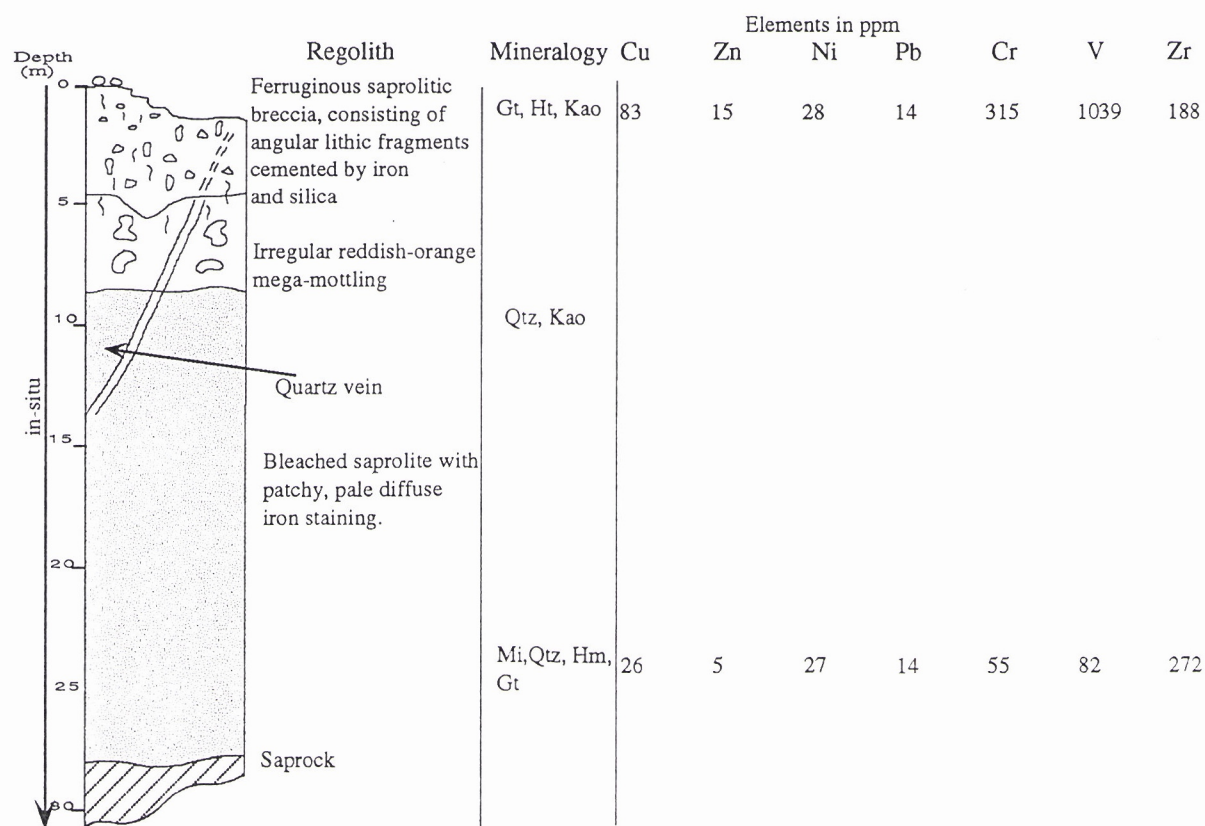 Elements in ppm
Depth
(m)
Regolith
Mineralogy
Cu Zn Ni Pb Cr V Zr
0
Ferruginous saprolitic
breccia, consisting of
angular lithic fragments
cemented by iron
and silica
Gt, Ht, Kao
83 15 28 14 315 1039 188
5
Irregular reddish-orange
mega-mottling
10
Qtz, Kao
Quartz vein
in-situ
15
Bleached saprolite with
patchy, pale diffuse
iron staining.
20
Mi,Qtz, Hm,
Gt
26 5 27 14 55 82 272
25
Saprock
30